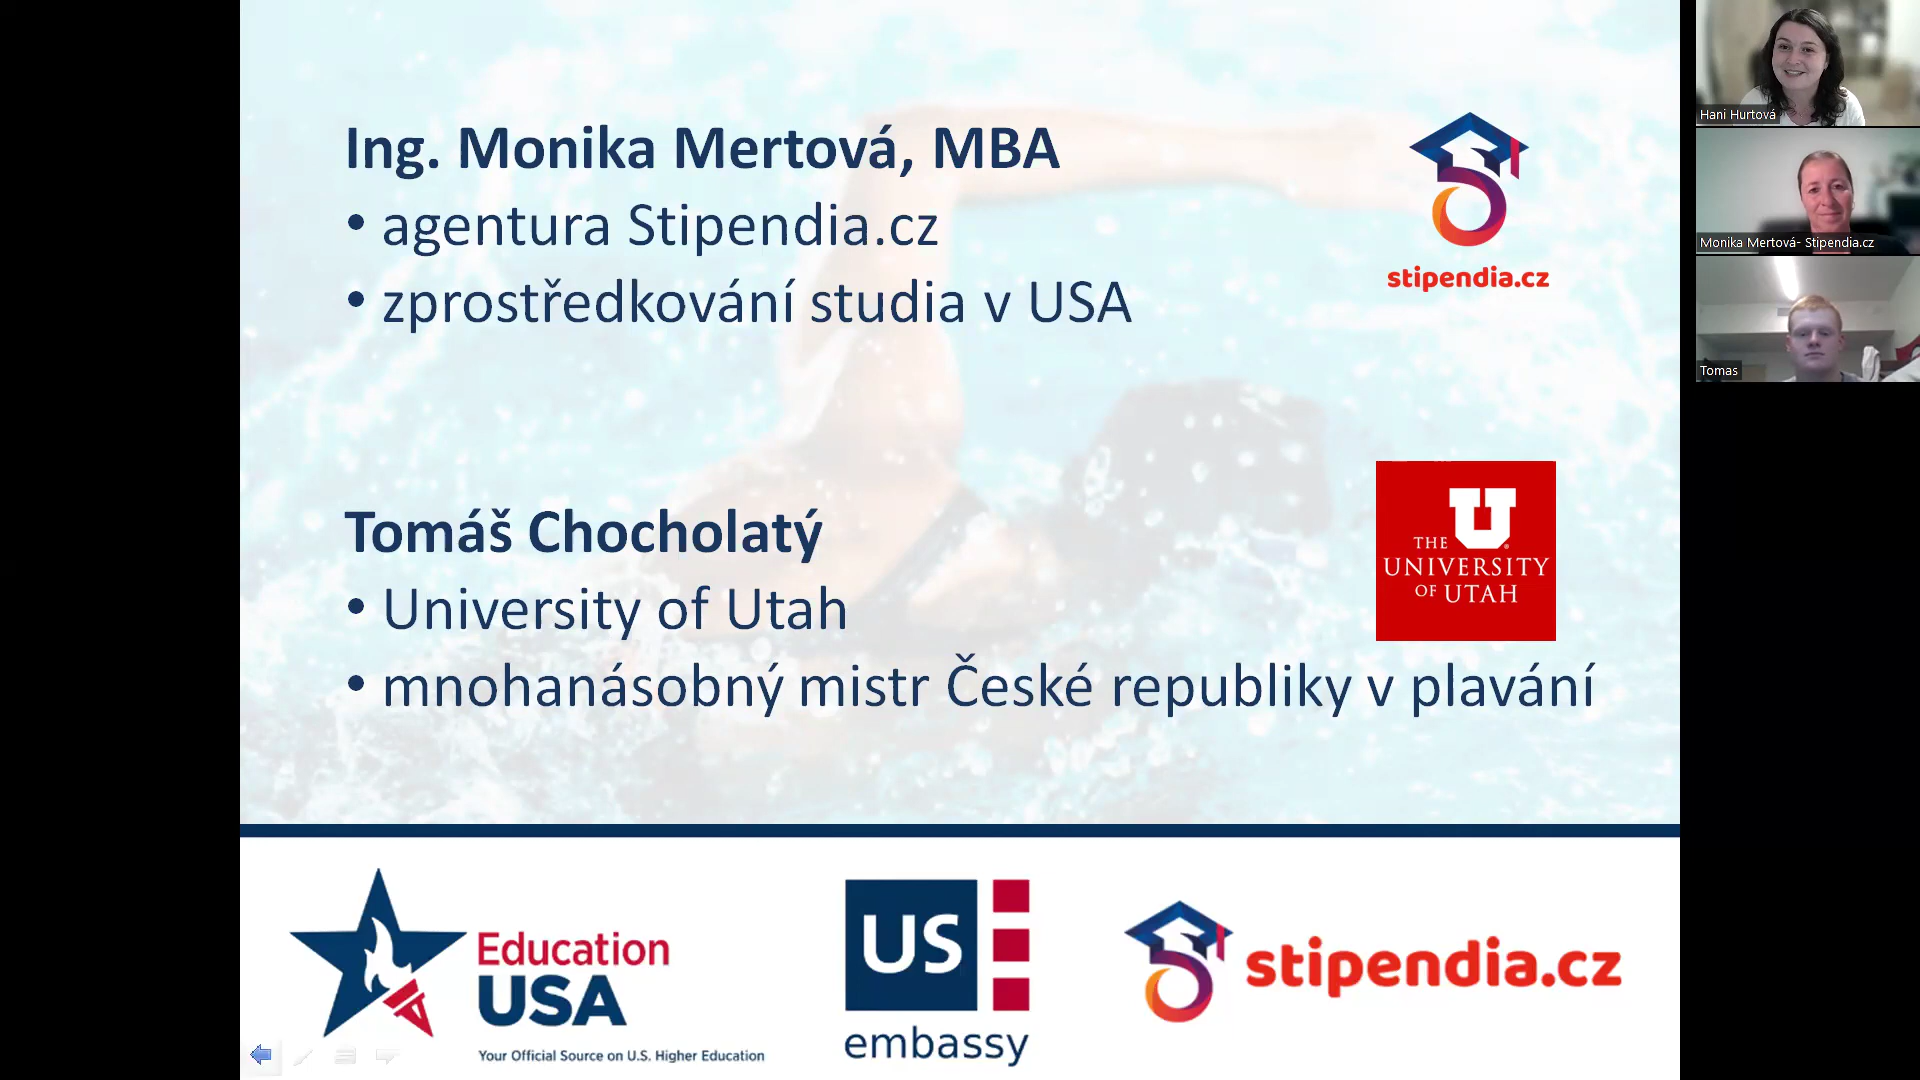 Ing. Monika Mertová, MBA
• agentura Stipendia.cz
• zprostředkování studia v USA
stipendia.cz
Tomáš Chocholatý
• University of Utah
• mnohanásobný mistr České republiky v plavání
U
THE
UNIVERSITY
OF UTAH
Education
USA
Your Official Source on U.S. Higher Education
US
embassy
stipendia.cz
Hani Hurtová
Monika Mertová- Stipendia.cz
Tomas